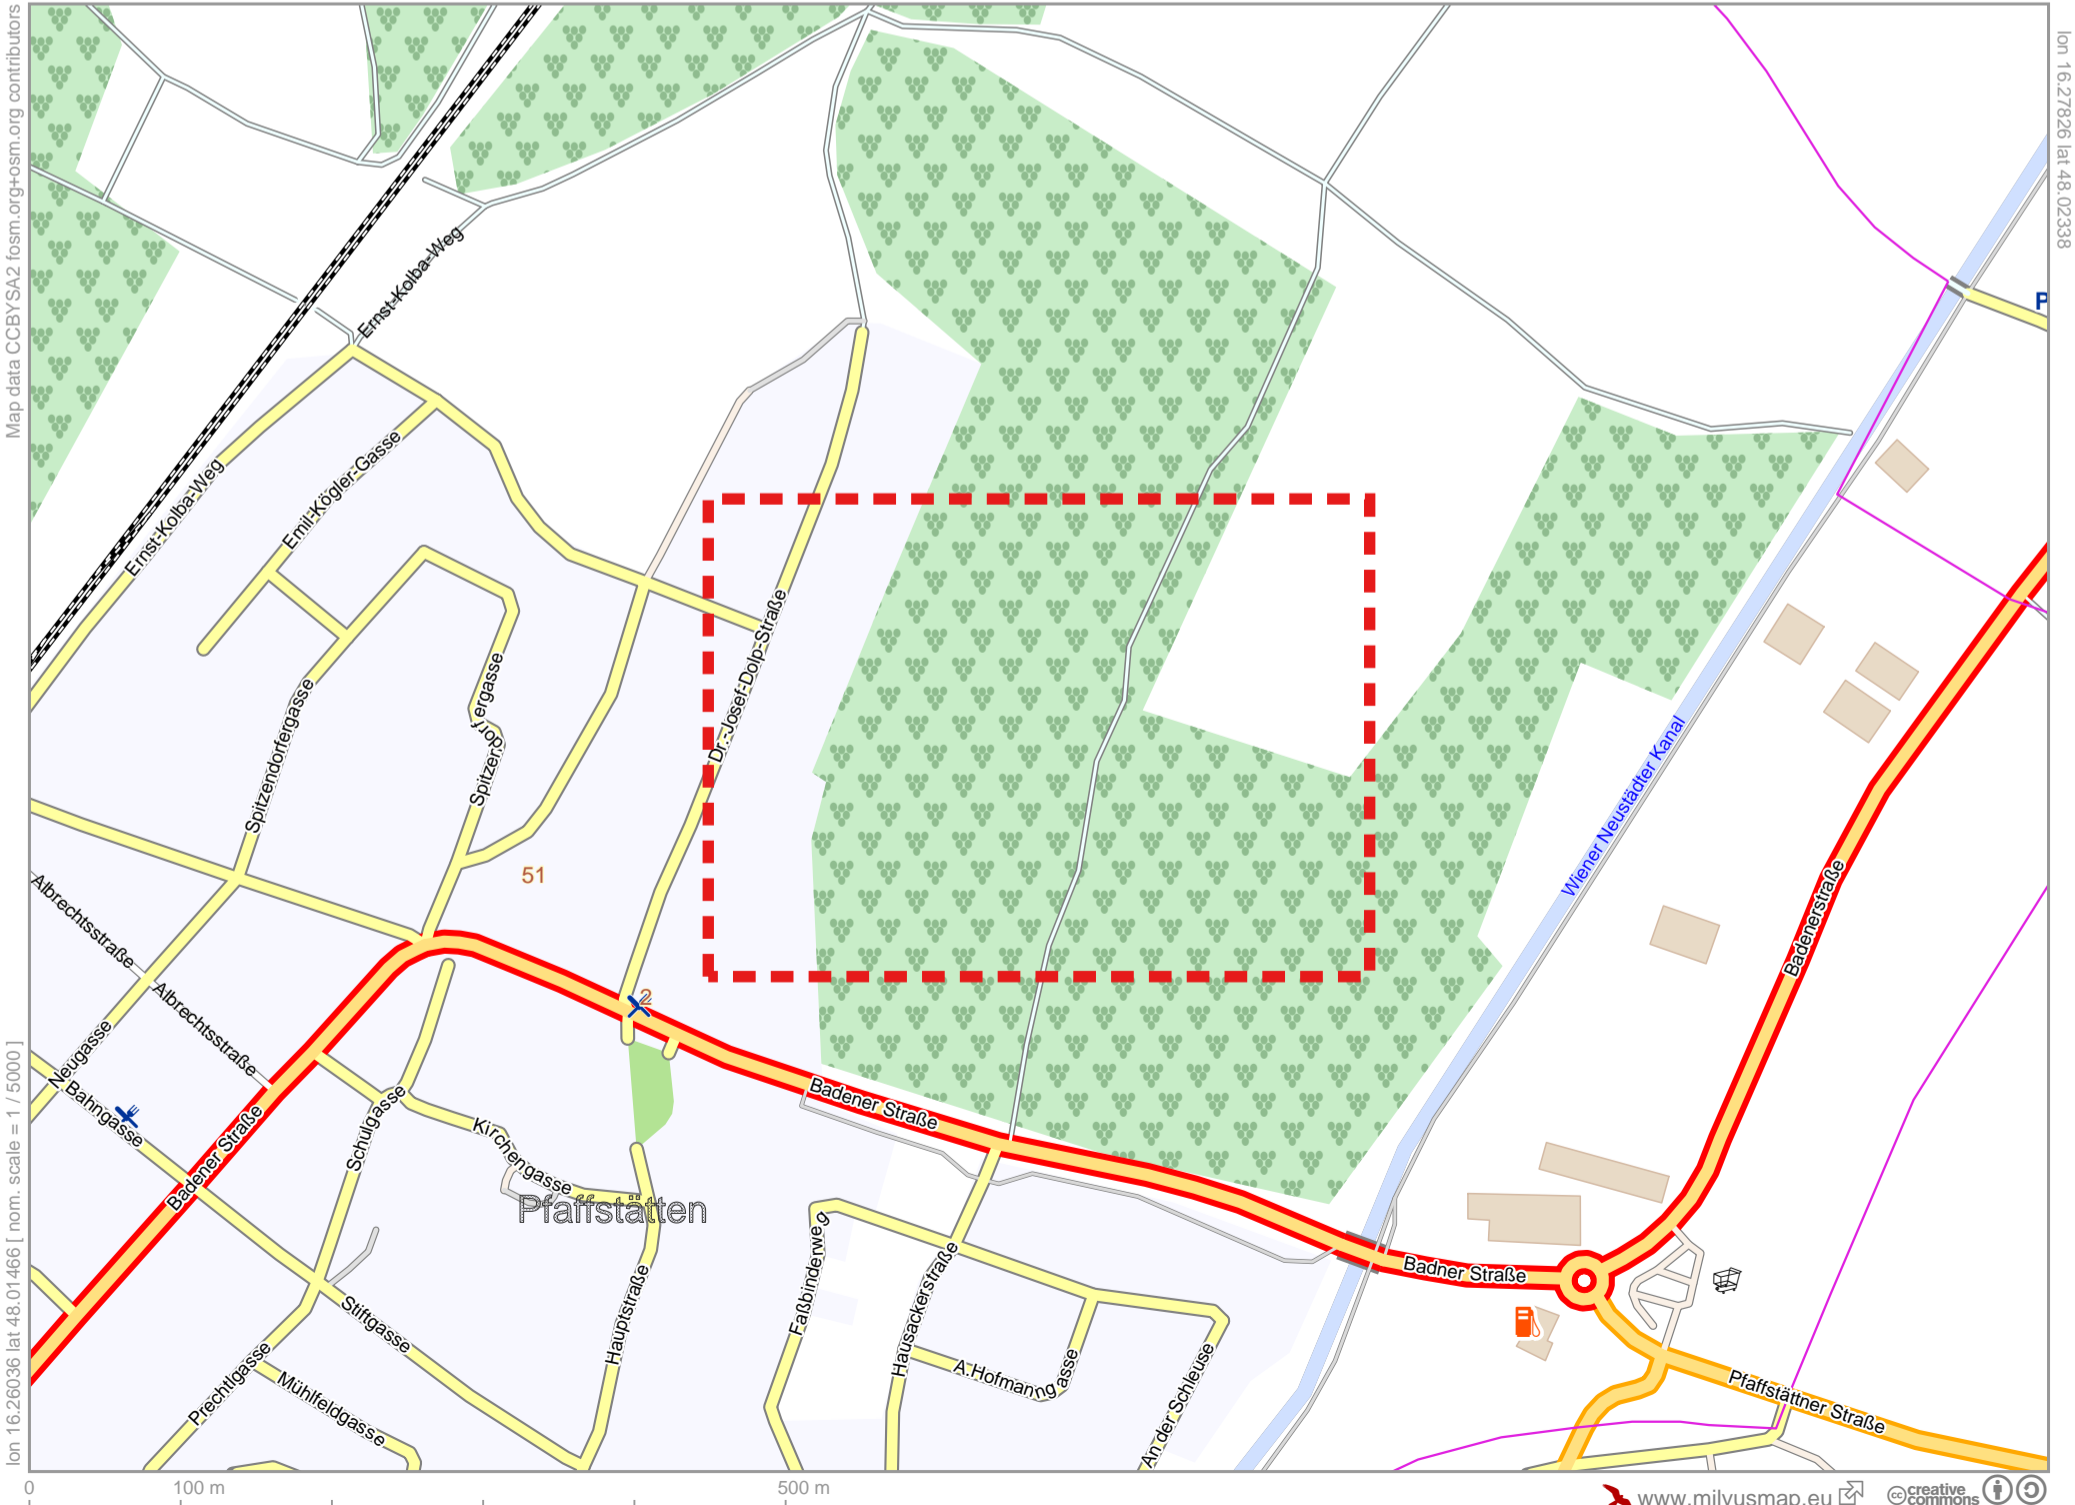 Map data CCBYSA2 fosm.org+osm.org contributors
lon 16.26036 lat 48.01466 [ nom. scale = 1 / 5000 ]
lon 16.27826 lat 48.02338
P
Ernst-Kolba-Weg
Ernst-Kolba-Weg
Emil-Kögler-Gasse
Dr.-Josef-Dolp-Straße
Spitzendorfergasse
Spitzendorfergasse
Wiener Neustädter Kanal
51
Albrechtsstraße
Albrechtsstraße
Badenerstraße
2
Neugasse
Bahngasse
Badener Straße
Badener Straße
Schulgasse
Kirchengasse
Pfaffstätten
Faßbinderweg
Hausackerstraße
Badner Straße
Hauptstraße
Stiftgasse
A.Hofmanngasse
An der Schleuse
Prechtlgasse
Mühlfeldgasse
Pfaffstättner Straße
0 100 m 500 m
www.milvusmap.eu
cc creative commons